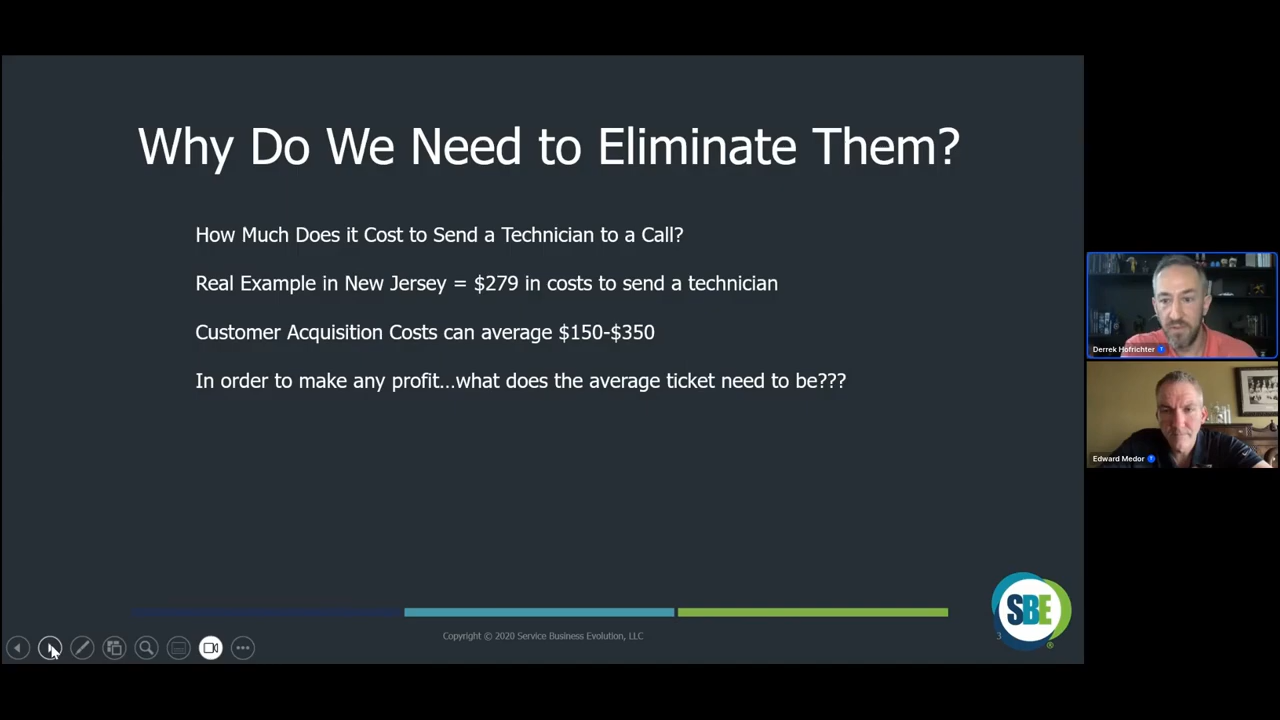 Why Do We Need to Eliminate Them?
How Much Does it Cost to Send a Technician to a Call?
Real Example in New Jersey = $279 in costs to send a technician
Customer Acquisition Costs can average $150-$350
In order to make any profit…what does the average ticket need to be???
Derrek Hofrichter
Edward Medor
SBE
®
Copyright © 2020 Service Business Evolution, LLC
3